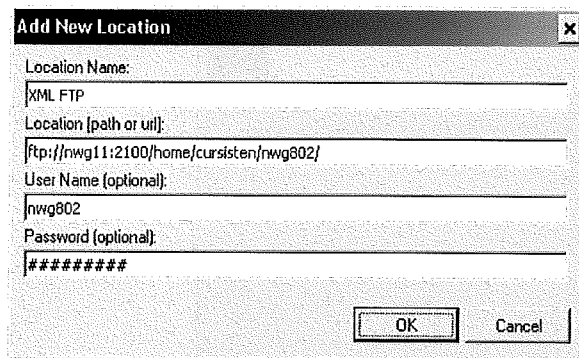 Add New Location
Location Name:
XML FTP
Location (path or url):
ftp://nwg11:2100/home/cursisten/nwg802/
User Name (optional):
nwg802
Password (optional):
#########
OK Cancel